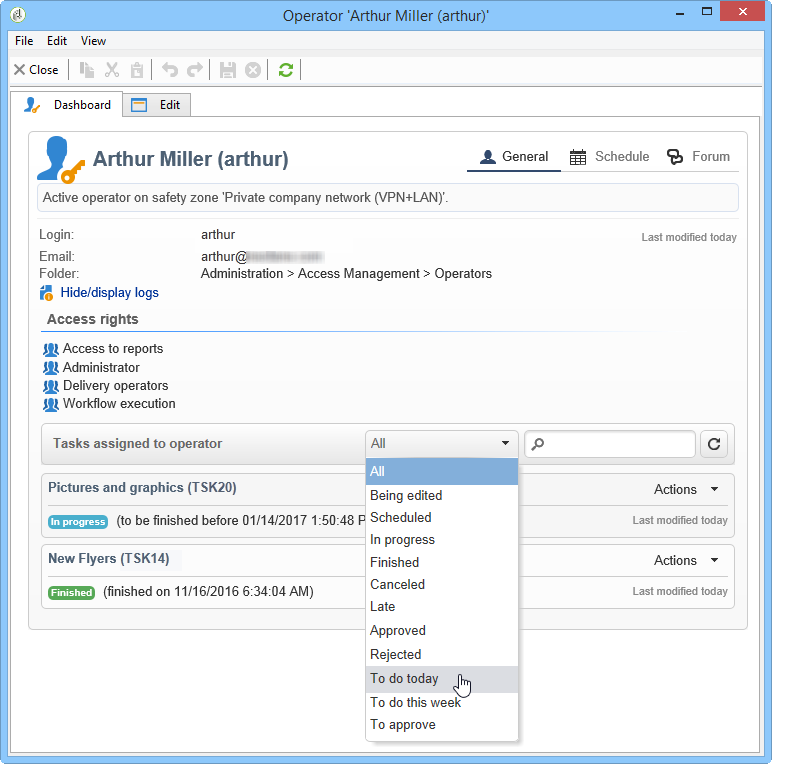 Operator 'Arthur Miller (arthur)'
File Edit View
Close
Dashboard Edit
Arthur Miller (arthur) General Schedule Forum
Active operator on safety zone 'Private company network (VPN+LAN)'.
Login: arthur Last modified today
Email: arthur@
Folder: Administration > Access Management > Operators
Hide/display logs
Access rights
Access to reports
Administrator
Delivery operators
Workflow execution
Tasks assigned to operator All
All
Pictures and graphics (TSK20) Actions
Being edited
Scheduled
In progress (to be finished before 01/14/2017 1:50:48 Last modified today
In progress
New Flyers (TSK14) Actions
Finished
Canceled
Finished (finished on 11/16/2016 6:34:04 AM) Last modified today
Late
Approved
Rejected
To do today
To do this week
To approve